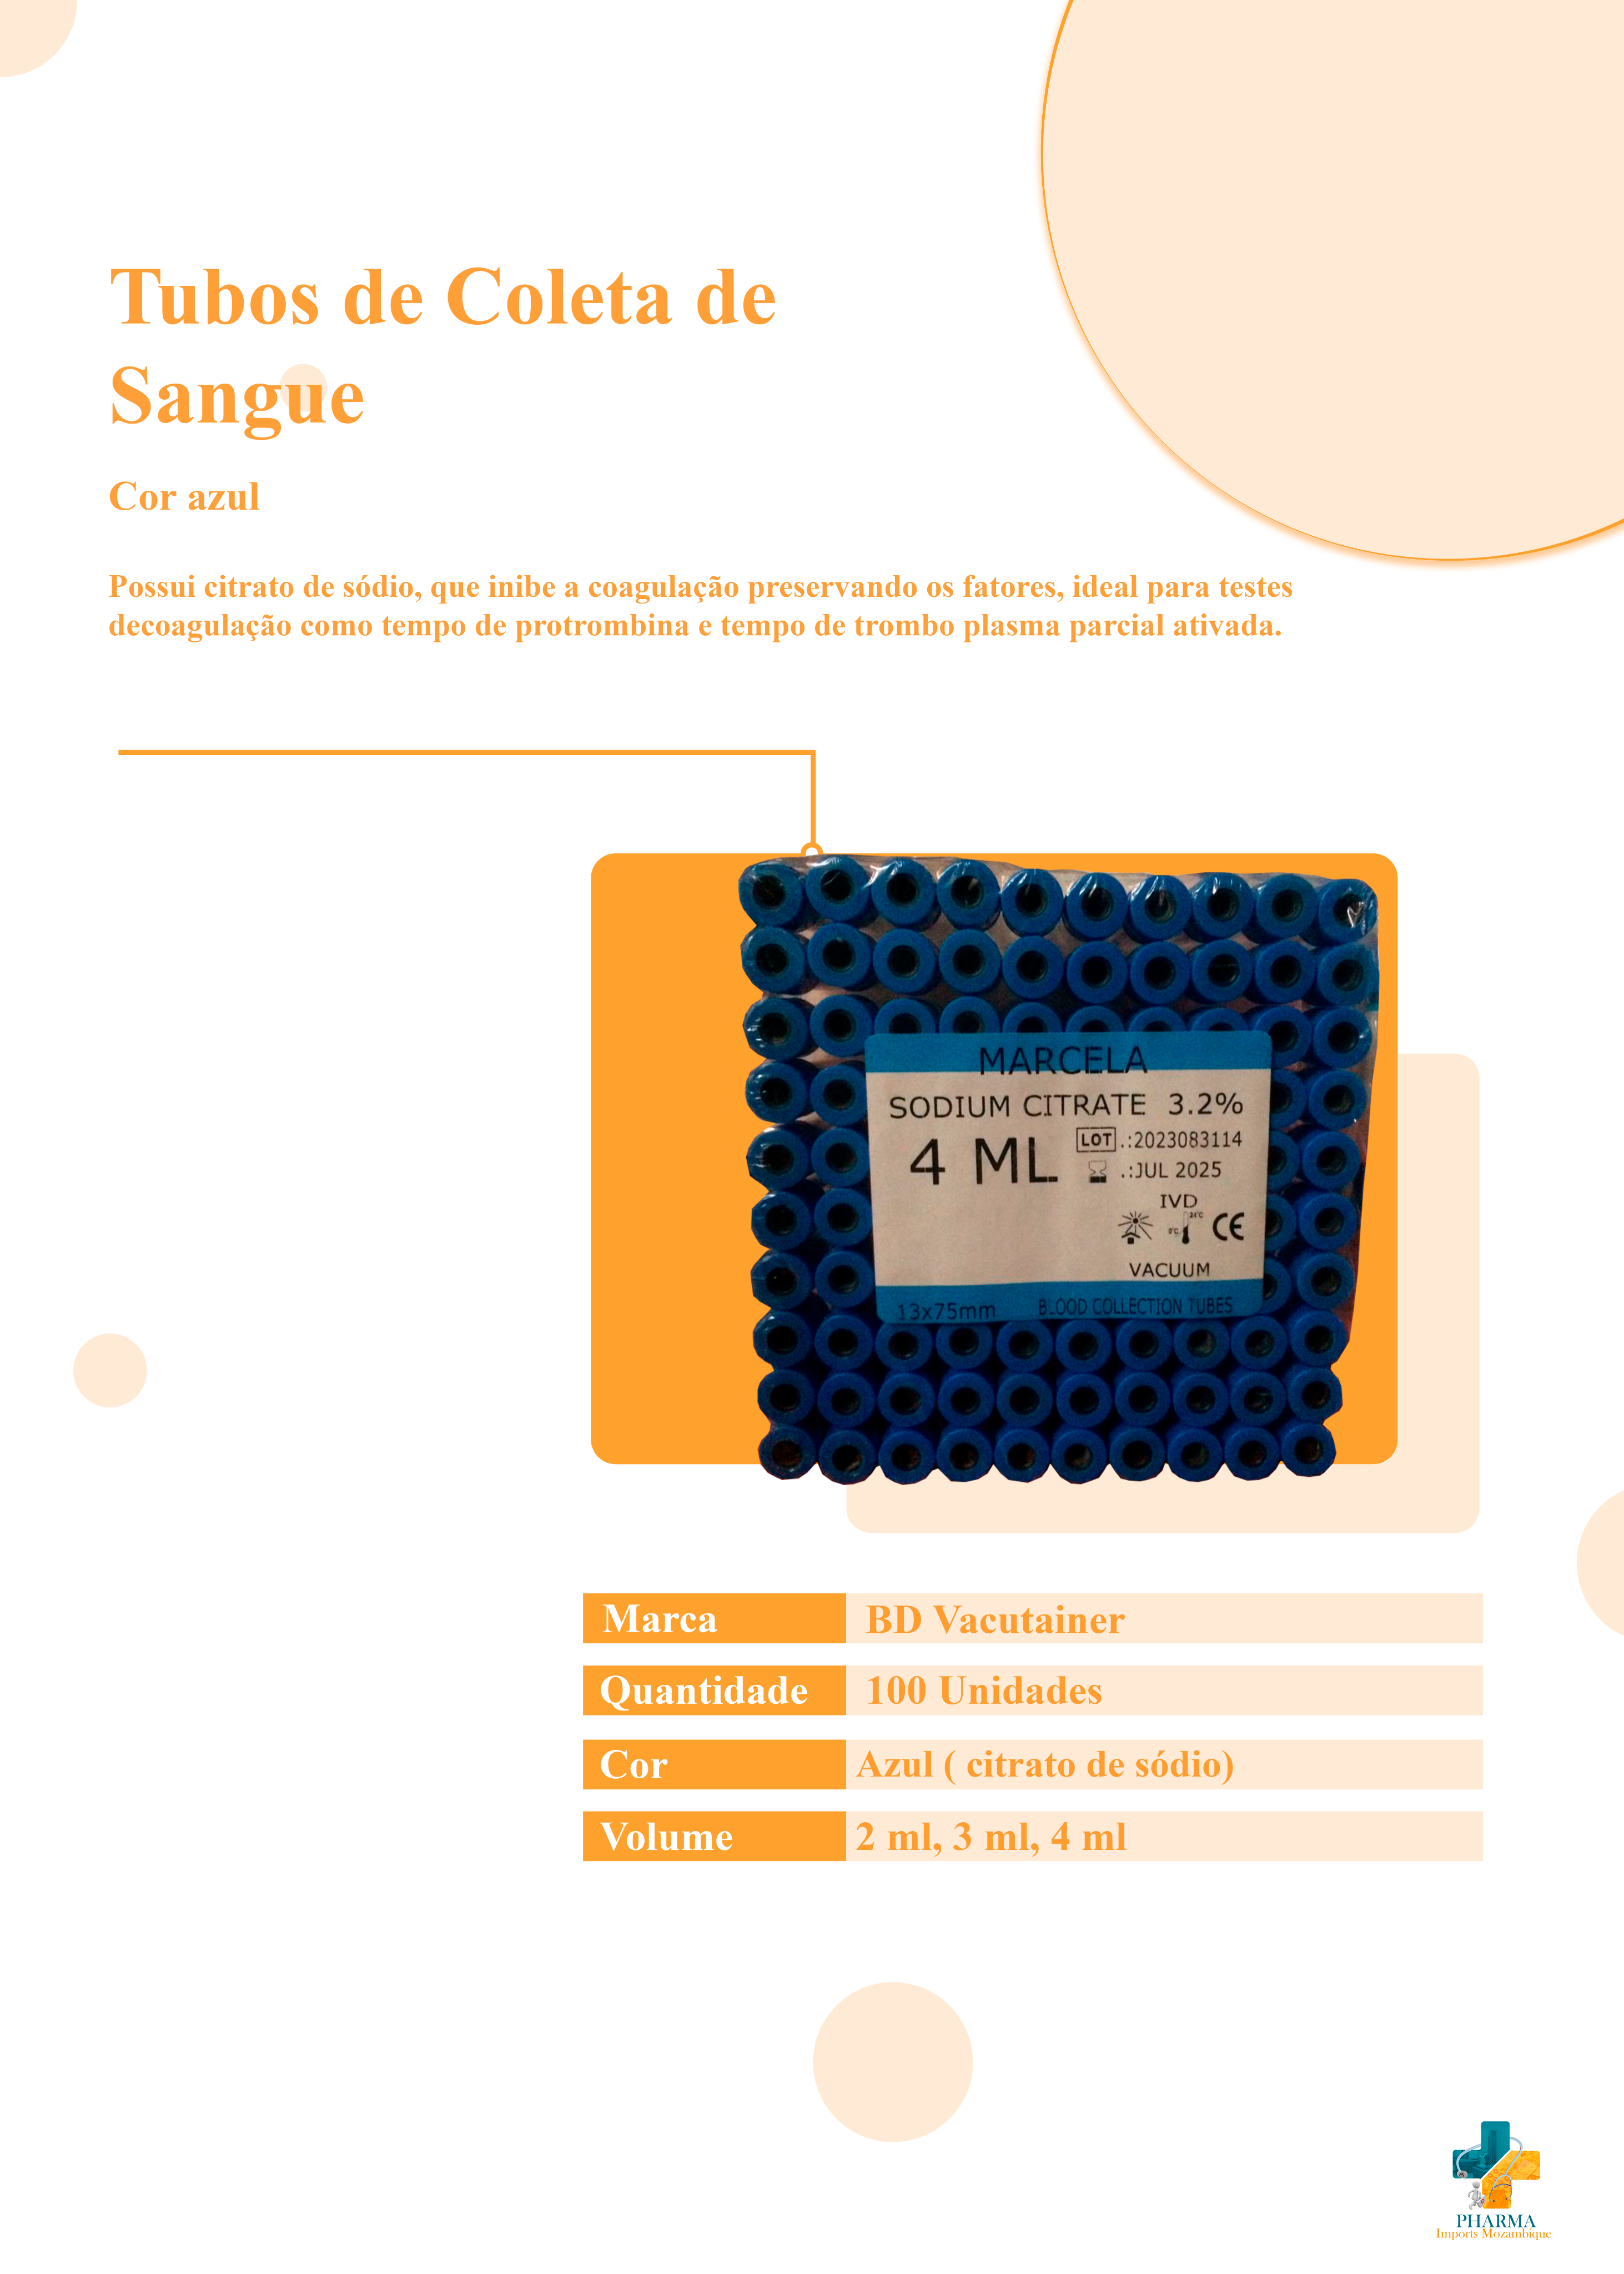 Tubos de Coleta de
Sangue
Cor azul
Possui citrato de sódio, que inibe a coagulação preservando os fatores, ideal para testes
decoagulação como tempo de protrombina e tempo de trombo plasma parcial ativada.
MARCELA
SODIUM CITRATE 3.2%
4 ML
LOT .:2023083114
.:JUL 2025
IVD
0°C 24°C CE
VACUUM
13x75mm BLOOD COLLECTION TUBES
Marca BD Vacutainer
Quantidade 100 Unidades
Cor Azul ( citrato de sódio)
Volume 2 ml, 3 ml, 4 ml
PHARMA
Imports Mozambique